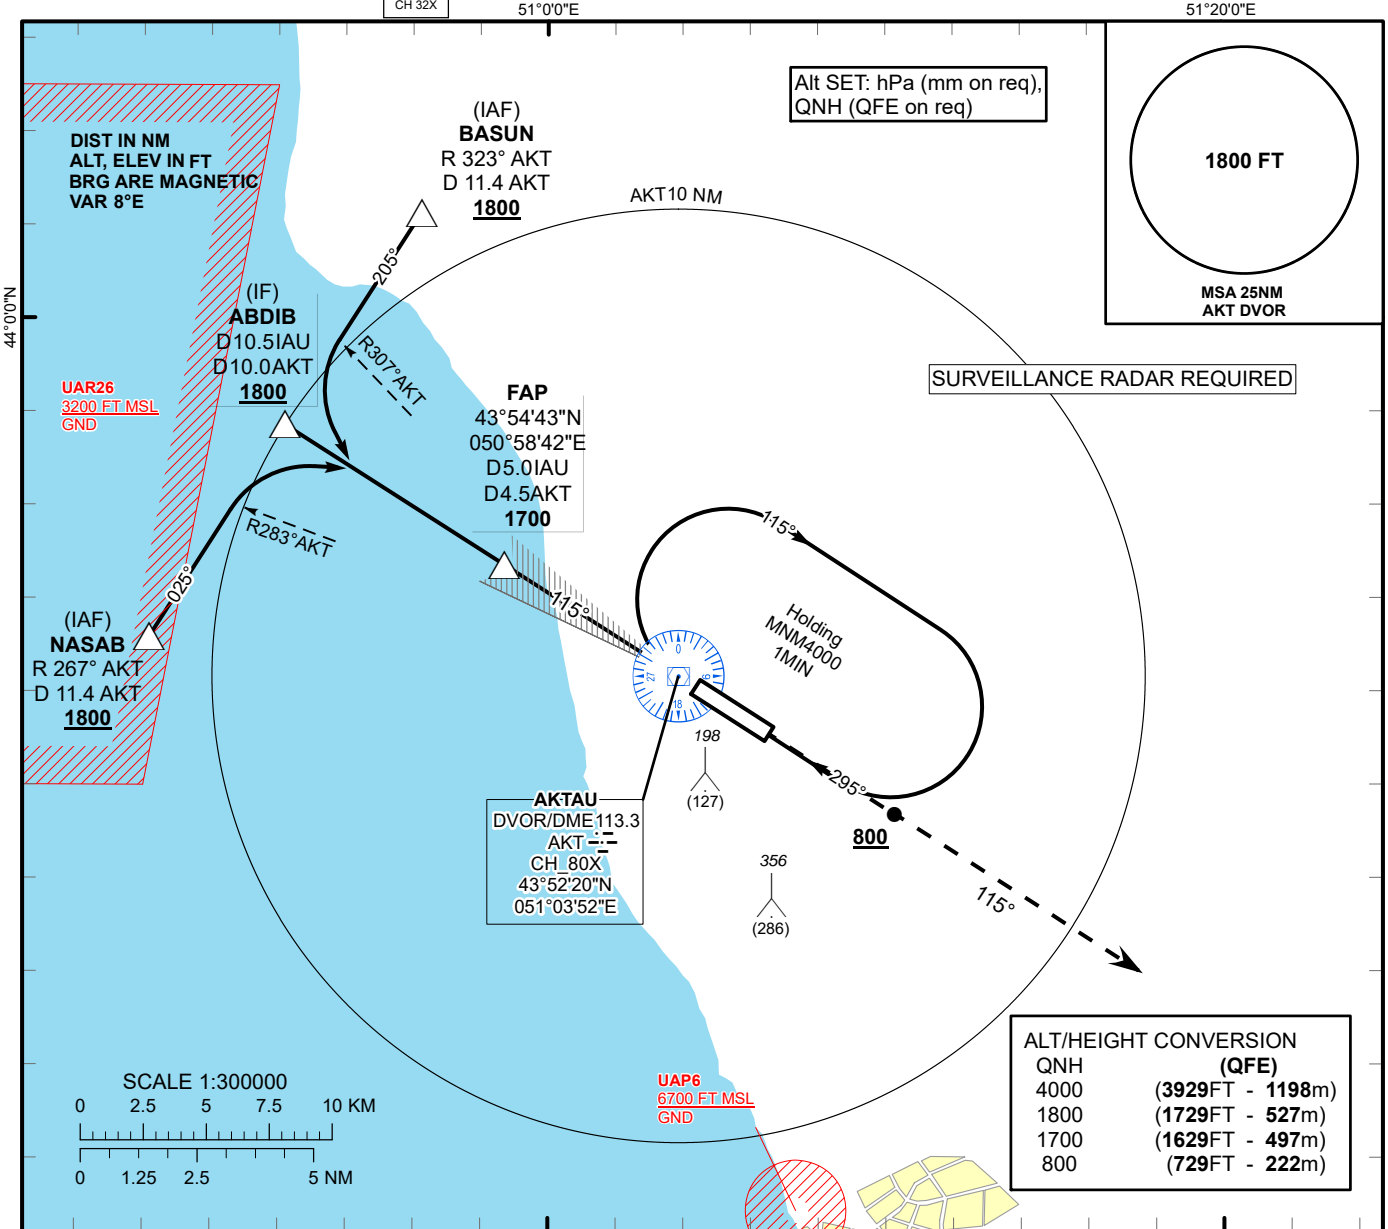 CH 32X
51°0'0"E
51°20'0"E
44°0'0"N
Alt SET: hPa (mm on req),
QNH (QFE on req)
1800 FT
MSA 25NM
AKT DVOR
DIST IN NM
ALT, ELEV IN FT
BRG ARE MAGNETIC
VAR 8°E
(IAF)
BASUN
R 323° AKT
D 11.4 AKT
1800
AKT10 NM
205°
R307°AKT
(IF)
ABDIB
D10.5IAU
D10.0AKT
1800
SURVEILLANCE RADAR REQUIRED
UAR26
3200 FT MSL
GND
FAP
43°54'43"N
050°58'42"E
D5.0IAU
D4.5AKT
1700
R283°AKT
025°
115°
115°
Holding
MNM4000
1MIN
(IAF)
NASAB
R 267° AKT
D 11.4 AKT
1800
0
9
18
27
198
(127)
295°
800
AKTAU
DVOR/DME 113.3
AKT
CH 80X
43°52'20"N
051°03'52"E
356
(286)
115°
ALT/HEIGHT CONVERSION
QNH (QFE)
4000 (3929FT - 1198m)
1800 (1729FT - 527m)
1700 (1629FT - 497m)
800 (729FT - 222m)
SCALE 1:300000
0 2.5 5 7.5 10 KM
0 1.25 2.5 5 NM
UAP6
6700 FT MSL
GND